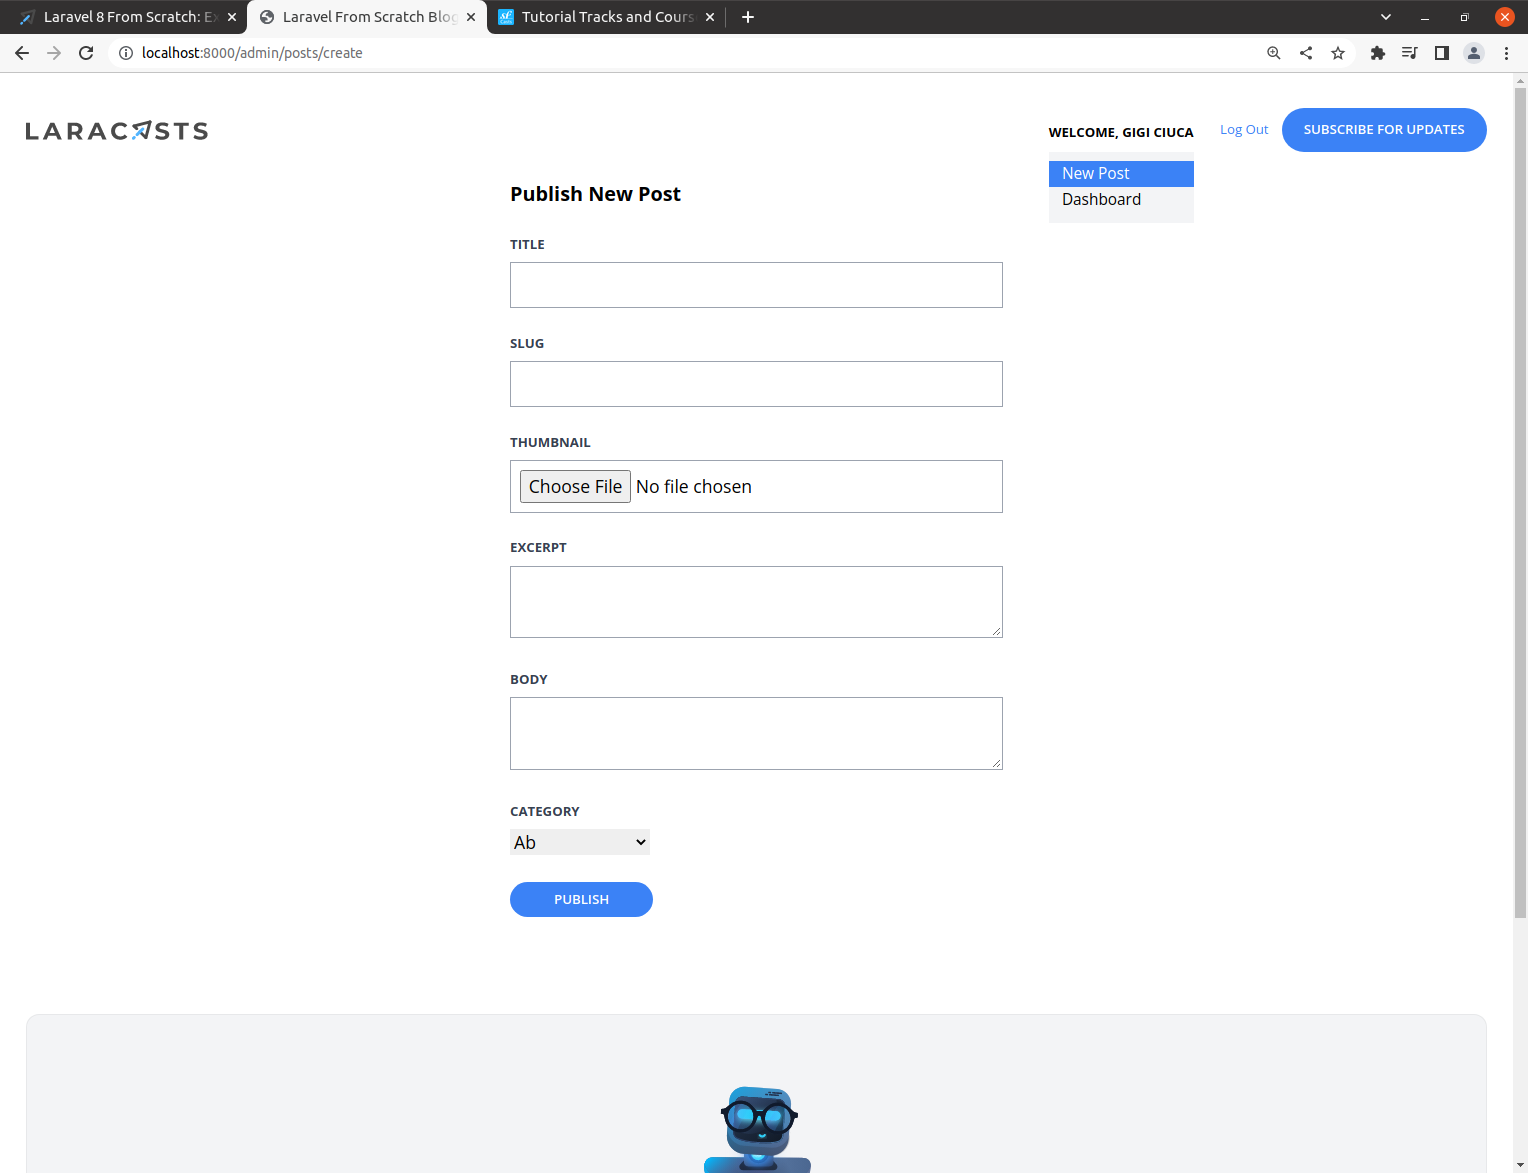 Laravel 8 From Scratch: Ex
Laravel From Scratch Blog
Tutorial Tracks and Cours
localhost:8000/admin/posts/create
LARACASTS
WELCOME, GIGI CIUCA
Log Out
SUBSCRIBE FOR UPDATES
New Post
Dashboard
Publish New Post
TITLE
SLUG
THUMBNAIL
Choose File No file chosen
EXCERPT
BODY
CATEGORY
Ab
PUBLISH